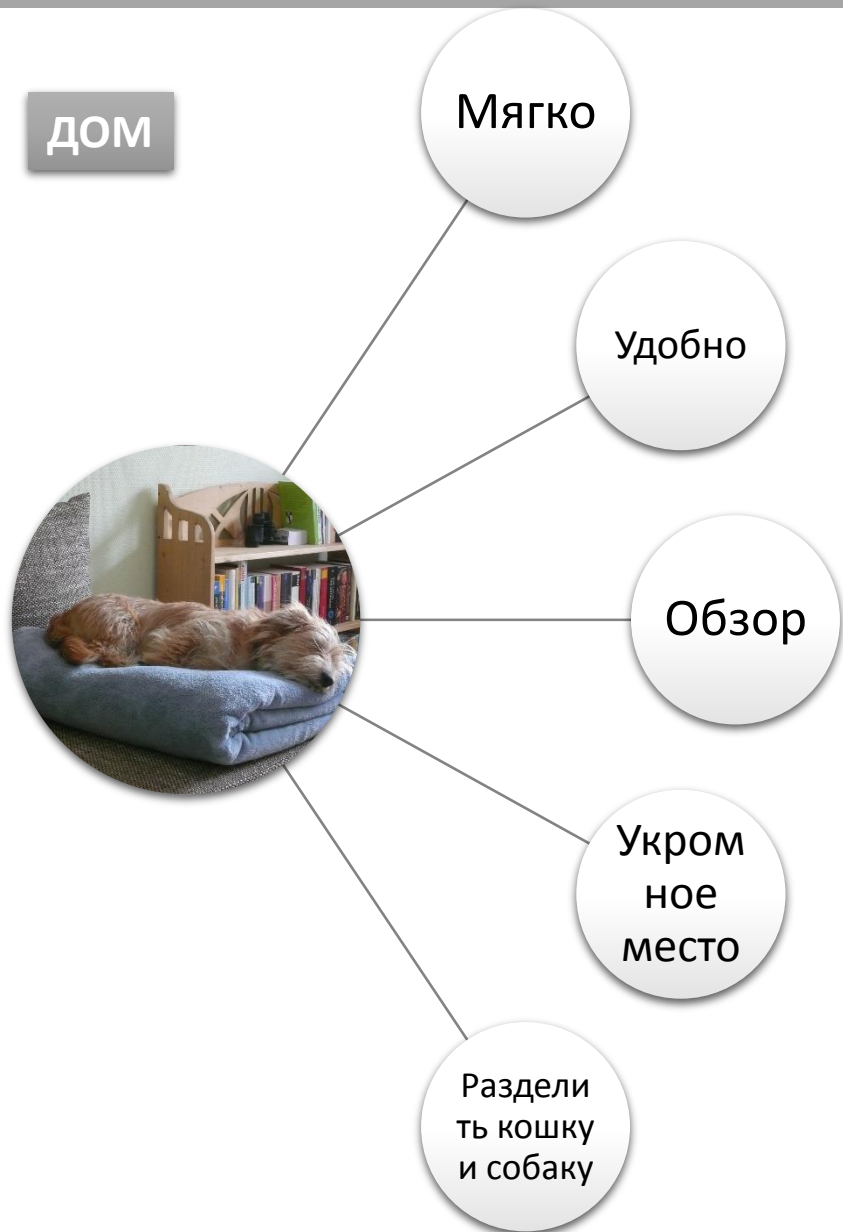 ДОМ
Мягко
Удобно
Обзор
Укром
ное
место
Раздели
ть кошку
и собаку